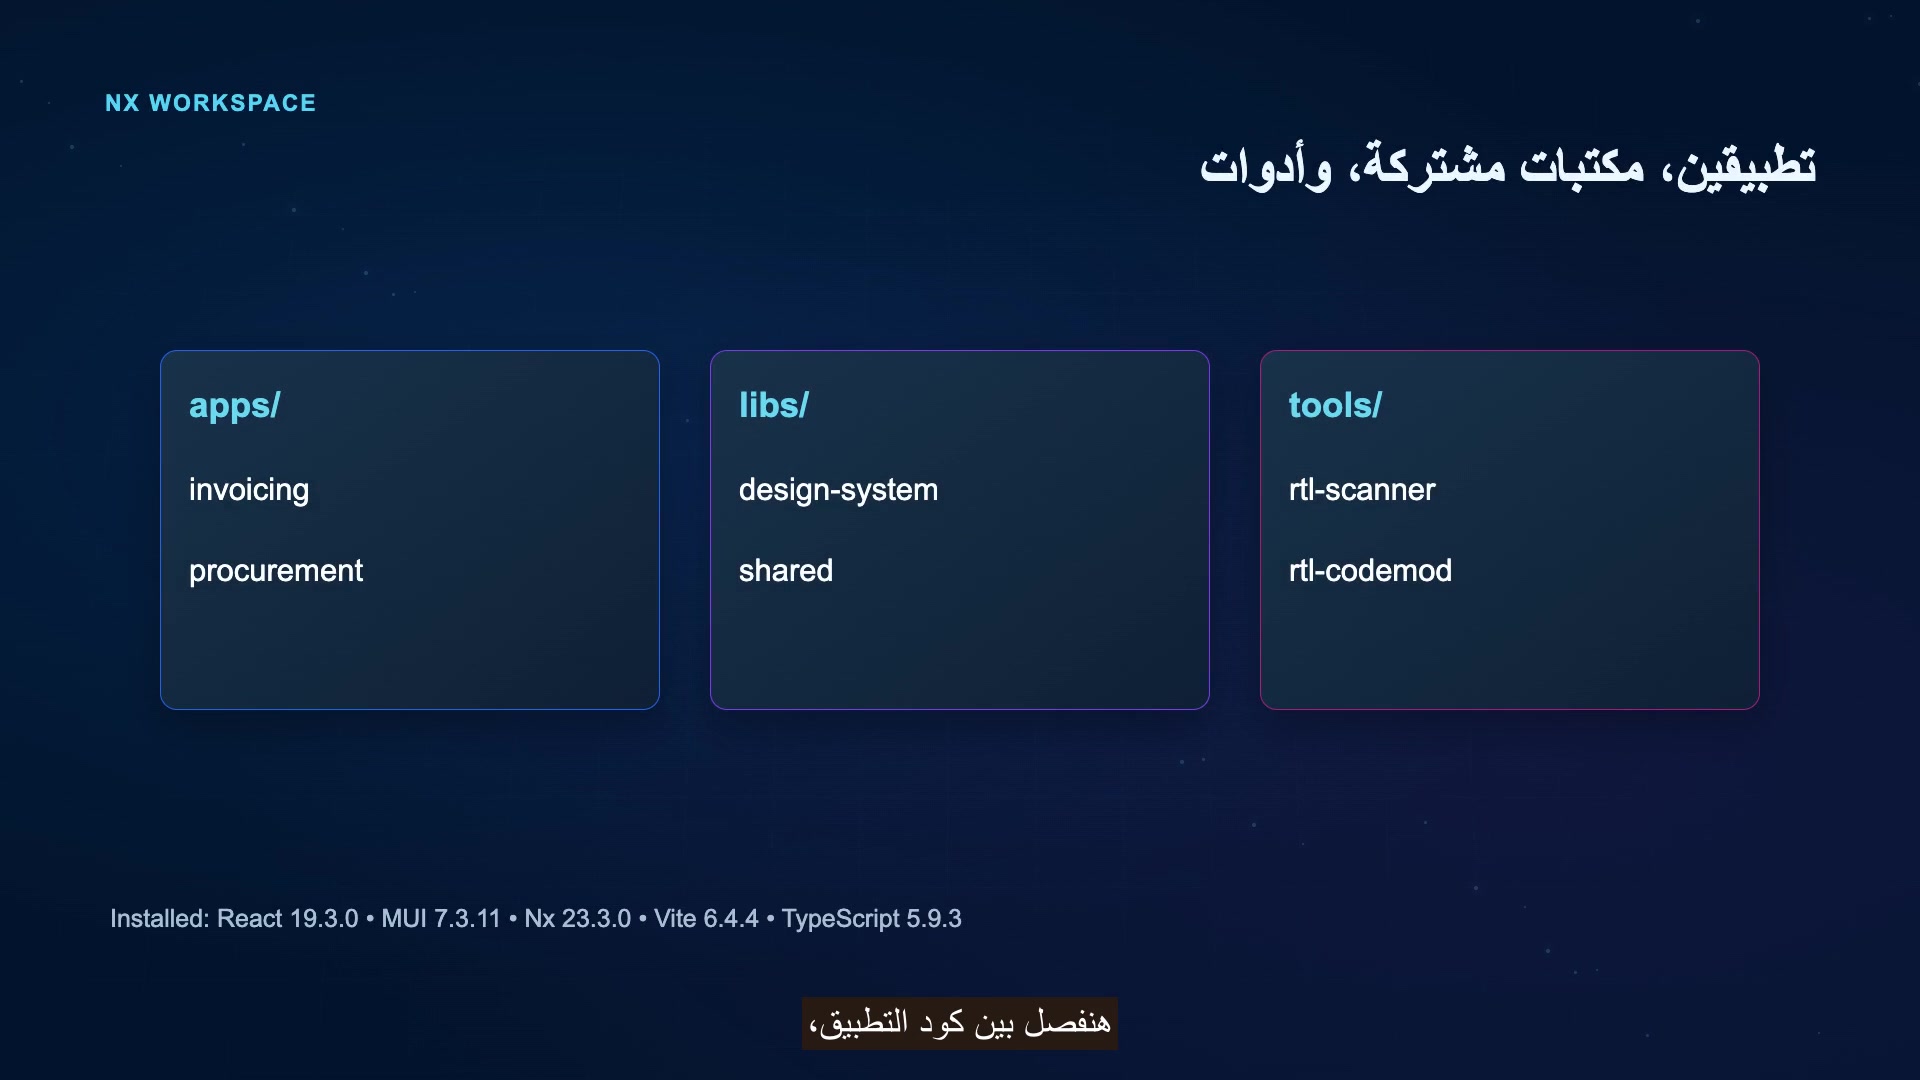 NX WORKSPACE
تطبيقين، مكتبات مشتركة، وأدوات
apps/
invoicing
procurement
libs/
design-system
shared
tools/
rtl-scanner
rtl-codemod
Installed: React 19.3.0 • MUI 7.3.11 • Nx 23.3.0 • Vite 6.4.4 • TypeScript 5.9.3
هنفصل بين كود التطبيق،